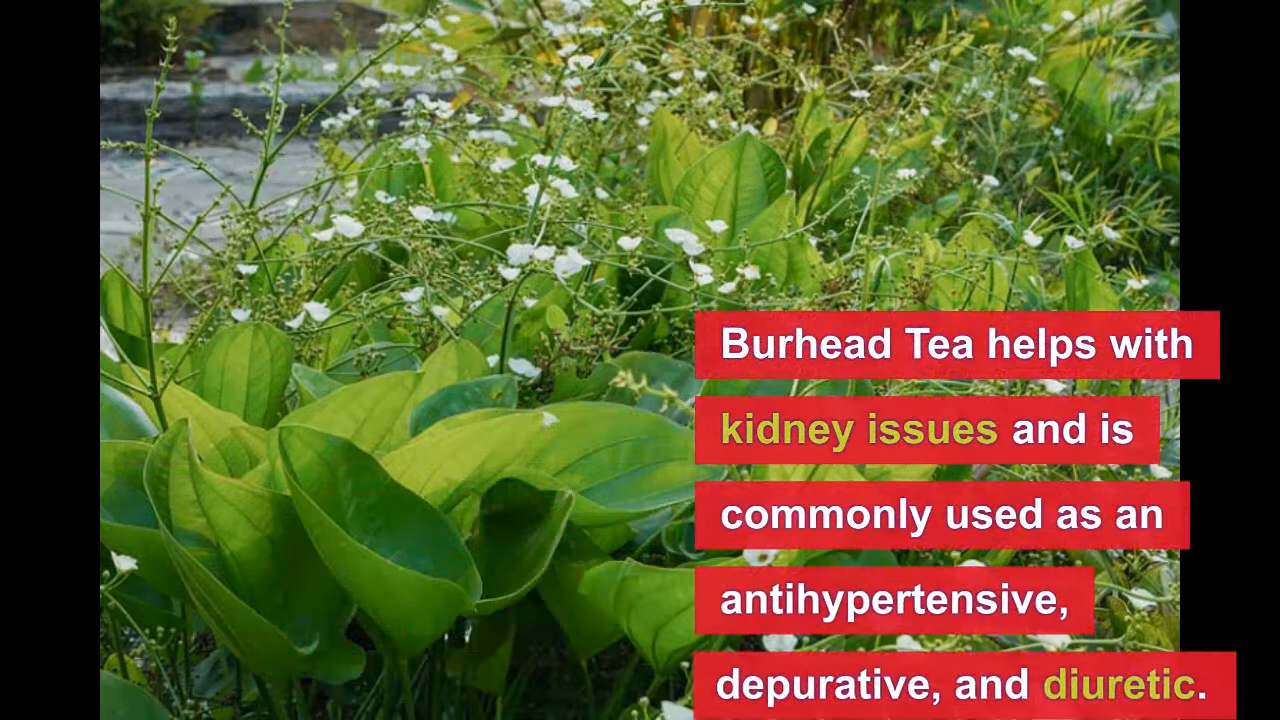 Burhead Tea helps with
kidney issues and is
commonly used as an
antihypertensive,
depurative, and diuretic.